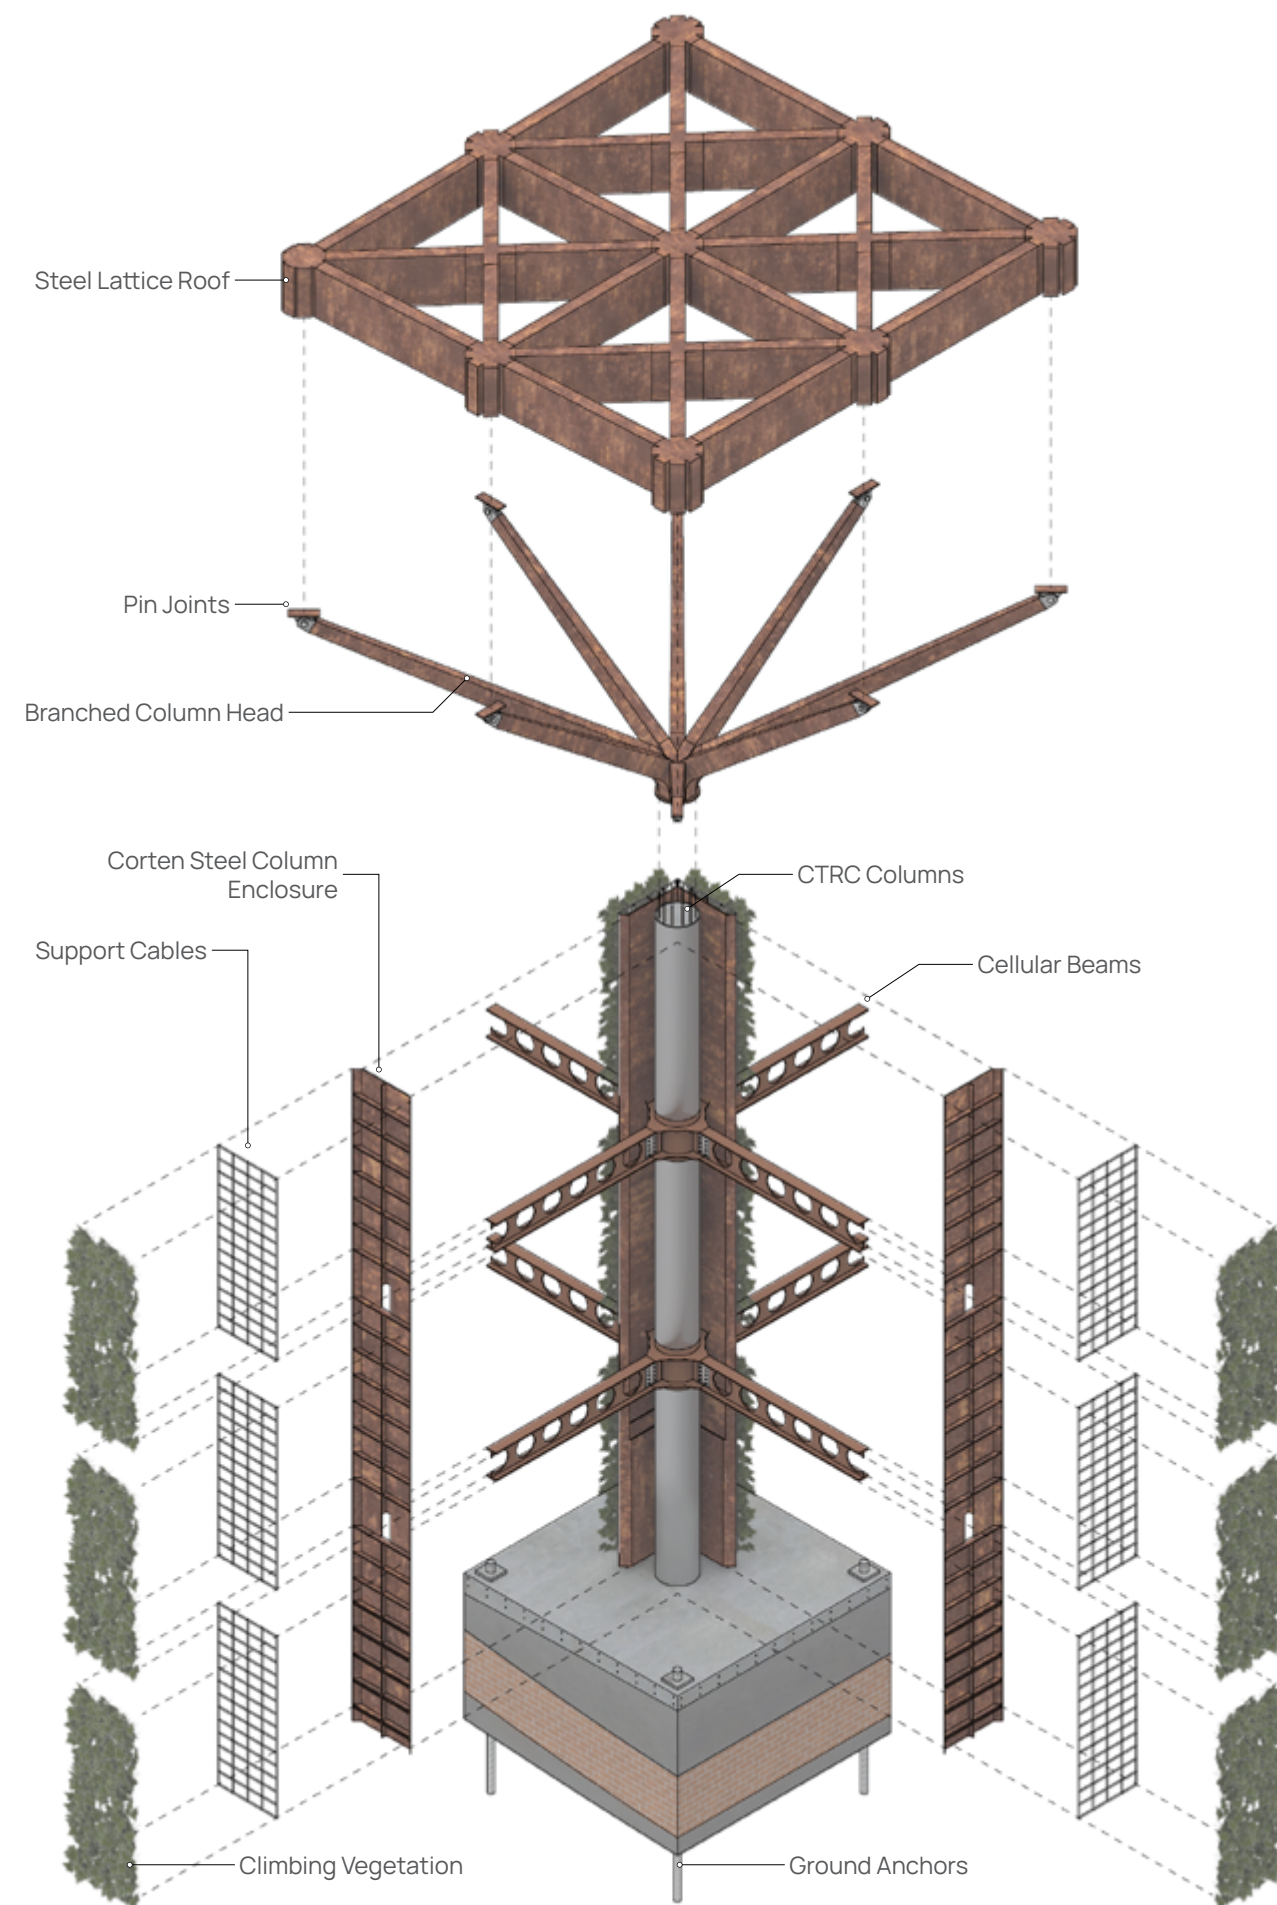 Steel Lattice Roof
Pin Joints
Branched Column Head
Corten Steel Column
Enclosure
CTRC Columns
Support Cables
Cellular Beams
Climbing Vegetation
Ground Anchors